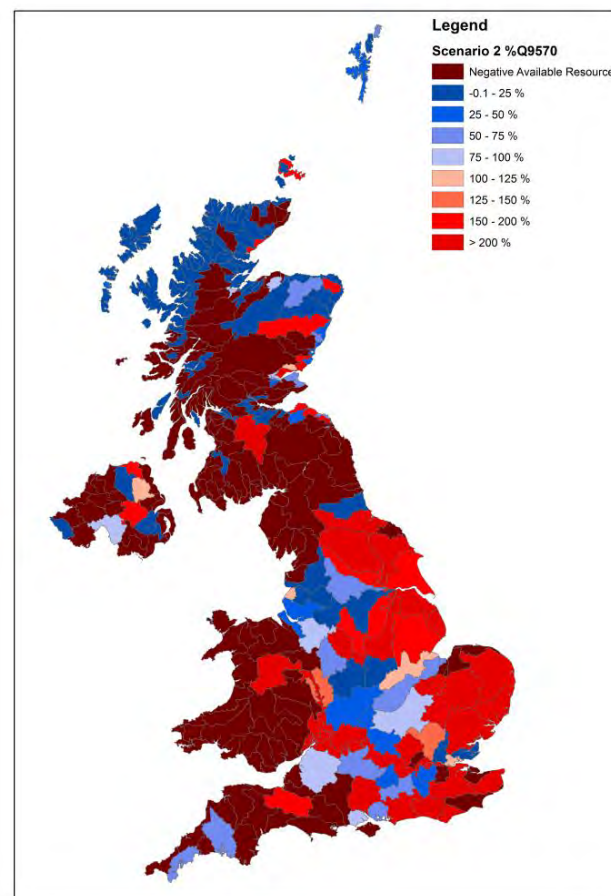 Legend
Scenario 2 %Q9570
Negative Available Resource
-0.1 - 25 %
25 - 50 %
50 - 75 %
75 - 100 %
100 - 125 %
125 - 150 %
150 - 200 %
> 200 %